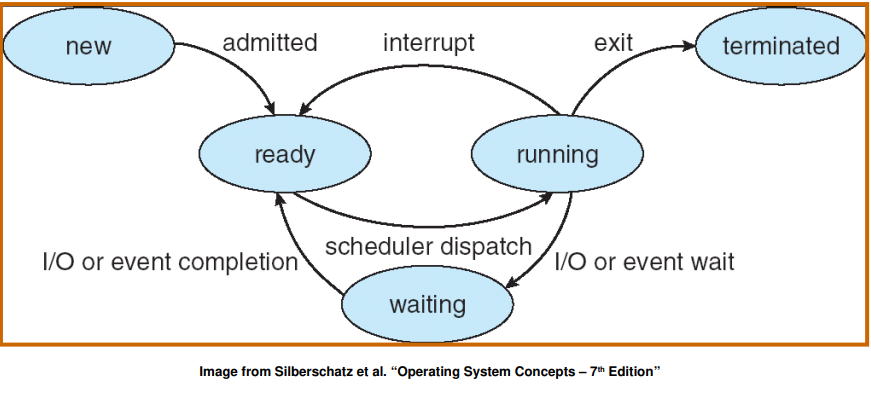 new
admitted
interrupt
exit
terminated
ready
running
scheduler dispatch
I/O or event completion
I/O or event wait
waiting
Image from Silberschatz et al. “Operating System Concepts – 7th Edition”